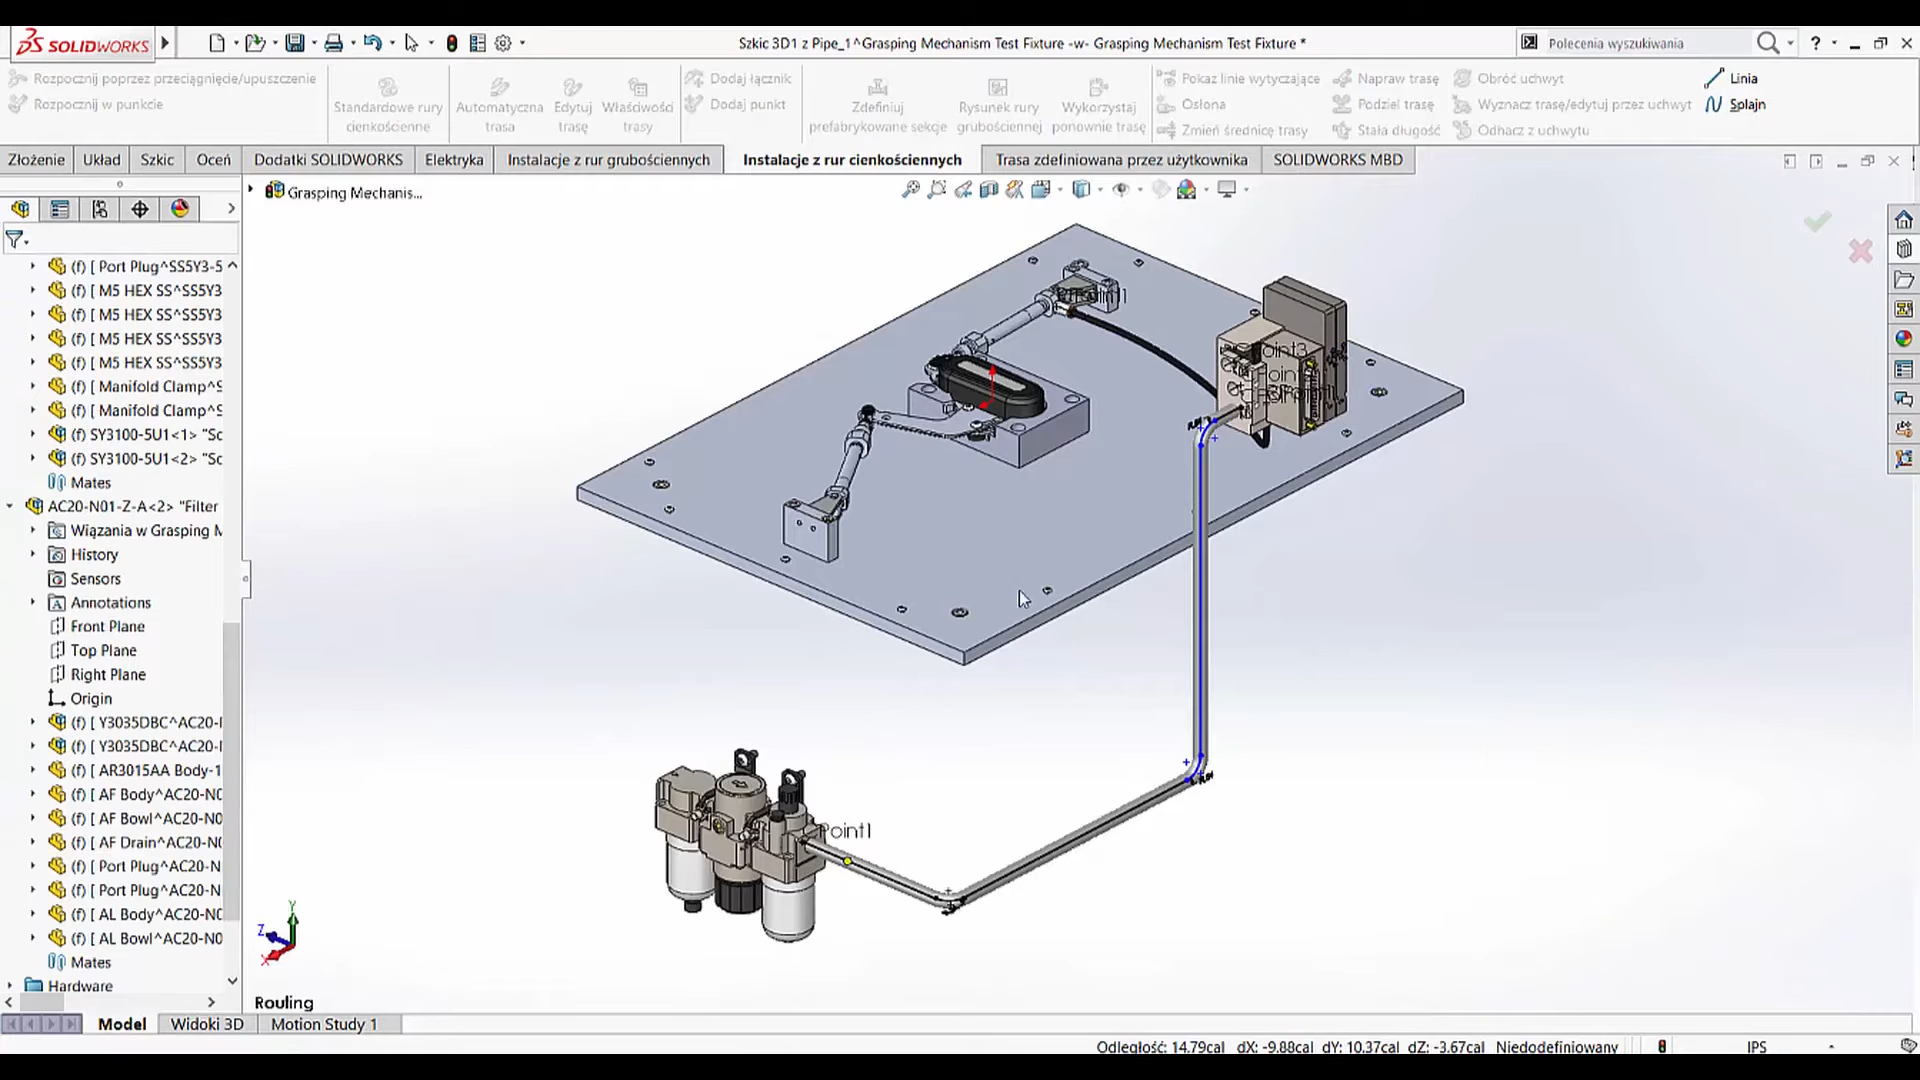 SOLIDWORKS
Szkic 3D1 z Pipe_1^Grasping Mechanism Test Fixture -w- Grasping Mechanism Test Fixture *
Polecenia wyszukiwania
?
Rozpocznij poprzez przeciągnięcie/upuszczenie
Rozpocznij w punkcie
Standardowe rury cienkościenne
Automatyczna trasa
Edytuj trasę
Właściwości trasy
Dodaj łącznik
Dodaj punkt
Zdefiniuj prefabrykowane sekcje
Rysunek rury grubościennej
Wykorzystaj ponownie trasę
Pokaż linie wytyczające
Osłona
Zmień średnicę trasy
Napraw trasę
Podziel trasę
Stała długość
Obróć uchwyt
Wyznacz trasę/edytuj przez uchwyt
Odhacz z uchwytu
Linia
Splajn
Złożenie
Układ
Szkic
Oceń
Dodatki SOLIDWORKS
Elektryka
Instalacje z rur grubościennych
Instalacje z rur cienkościennych
Trasa zdefiniowana przez użytkownika
SOLIDWORKS MBD
Grasping Mechanis...
(f) [ Port Plug^SS5Y3-5
(f) [ M5 HEX SS^SS5Y3
(f) [ M5 HEX SS^SS5Y3
(f) [ M5 HEX SS^SS5Y3
(f) [ M5 HEX SS^SS5Y3
(f) [ Manifold Clamp^S
(f) [ Manifold Clamp^S
(f) SY3100-5U1<1> "Sc
(f) SY3100-5U1<2> "Sc
Mates
AC20-N01-Z-A<2> "Filter
Wiązania w Grasping M
History
Sensors
Annotations
Front Plane
Top Plane
Right Plane
Origin
(f) [ Y3035DBC^AC20-N
(f) [ Y3035DBC^AC20-N
(f) [ AR3015AA Body-1
(f) [ AF Body^AC20-N0
(f) [ AF Bowl^AC20-N0
(f) [ AF Drain^AC20-N0
(f) [ Port Plug^AC20-N
(f) [ Port Plug^AC20-N
(f) [ AL Body^AC20-N0
(f) [ AL Bowl^AC20-N0
Mates
Hardware
Point1
Y
Z
X
Routing
Model
Widoki 3D
Motion Study 1
Odległość: 14.79cal dX: -9.88cal dY: 10.37cal dZ: -3.67cal Niedodefiniowany
IPS